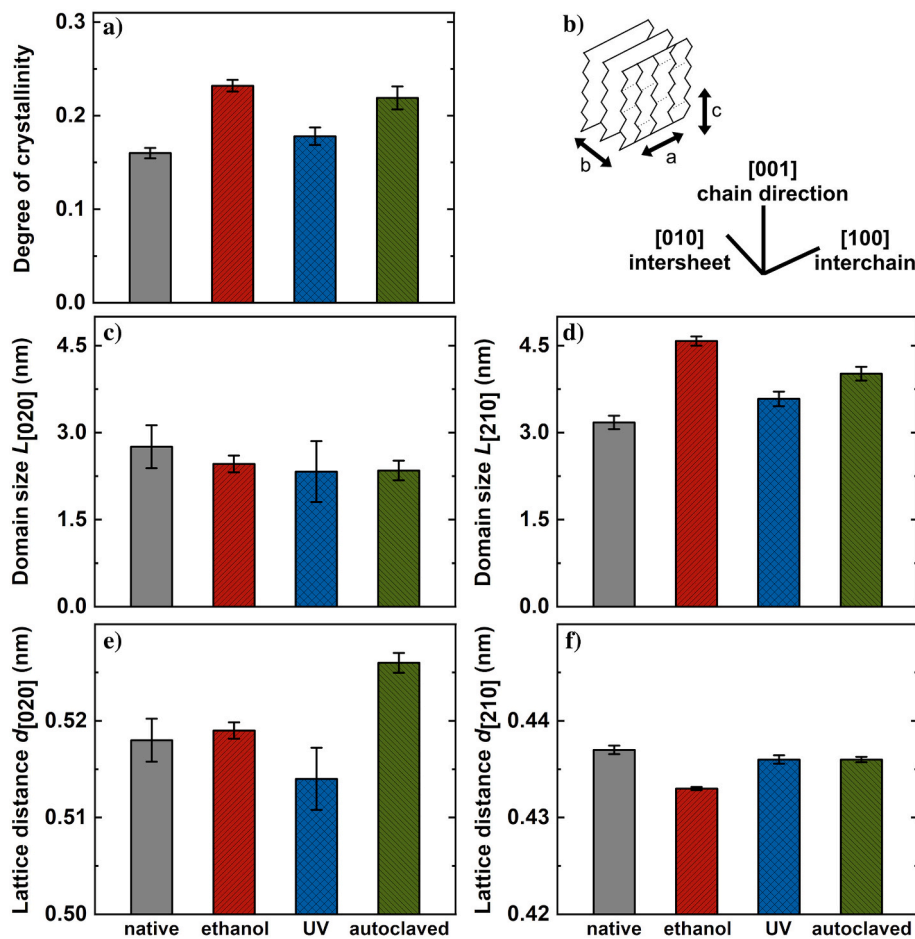 a)
Degree of crystallinity
0.3
0.2
0.1
0.0
b)
c
b
a
[001]
chain direction
[010]
intersheet
[100]
interchain
c)
Domain size L[020] (nm)
4.5
3.0
1.5
0.0
d)
Domain size L[210] (nm)
4.5
3.0
1.5
0.0
e)
Lattice distance d[020] (nm)
0.52
0.51
0.50
native ethanol UV autoclaved
f)
Lattice distance d[210] (nm)
0.44
0.43
0.42
native ethanol UV autoclaved